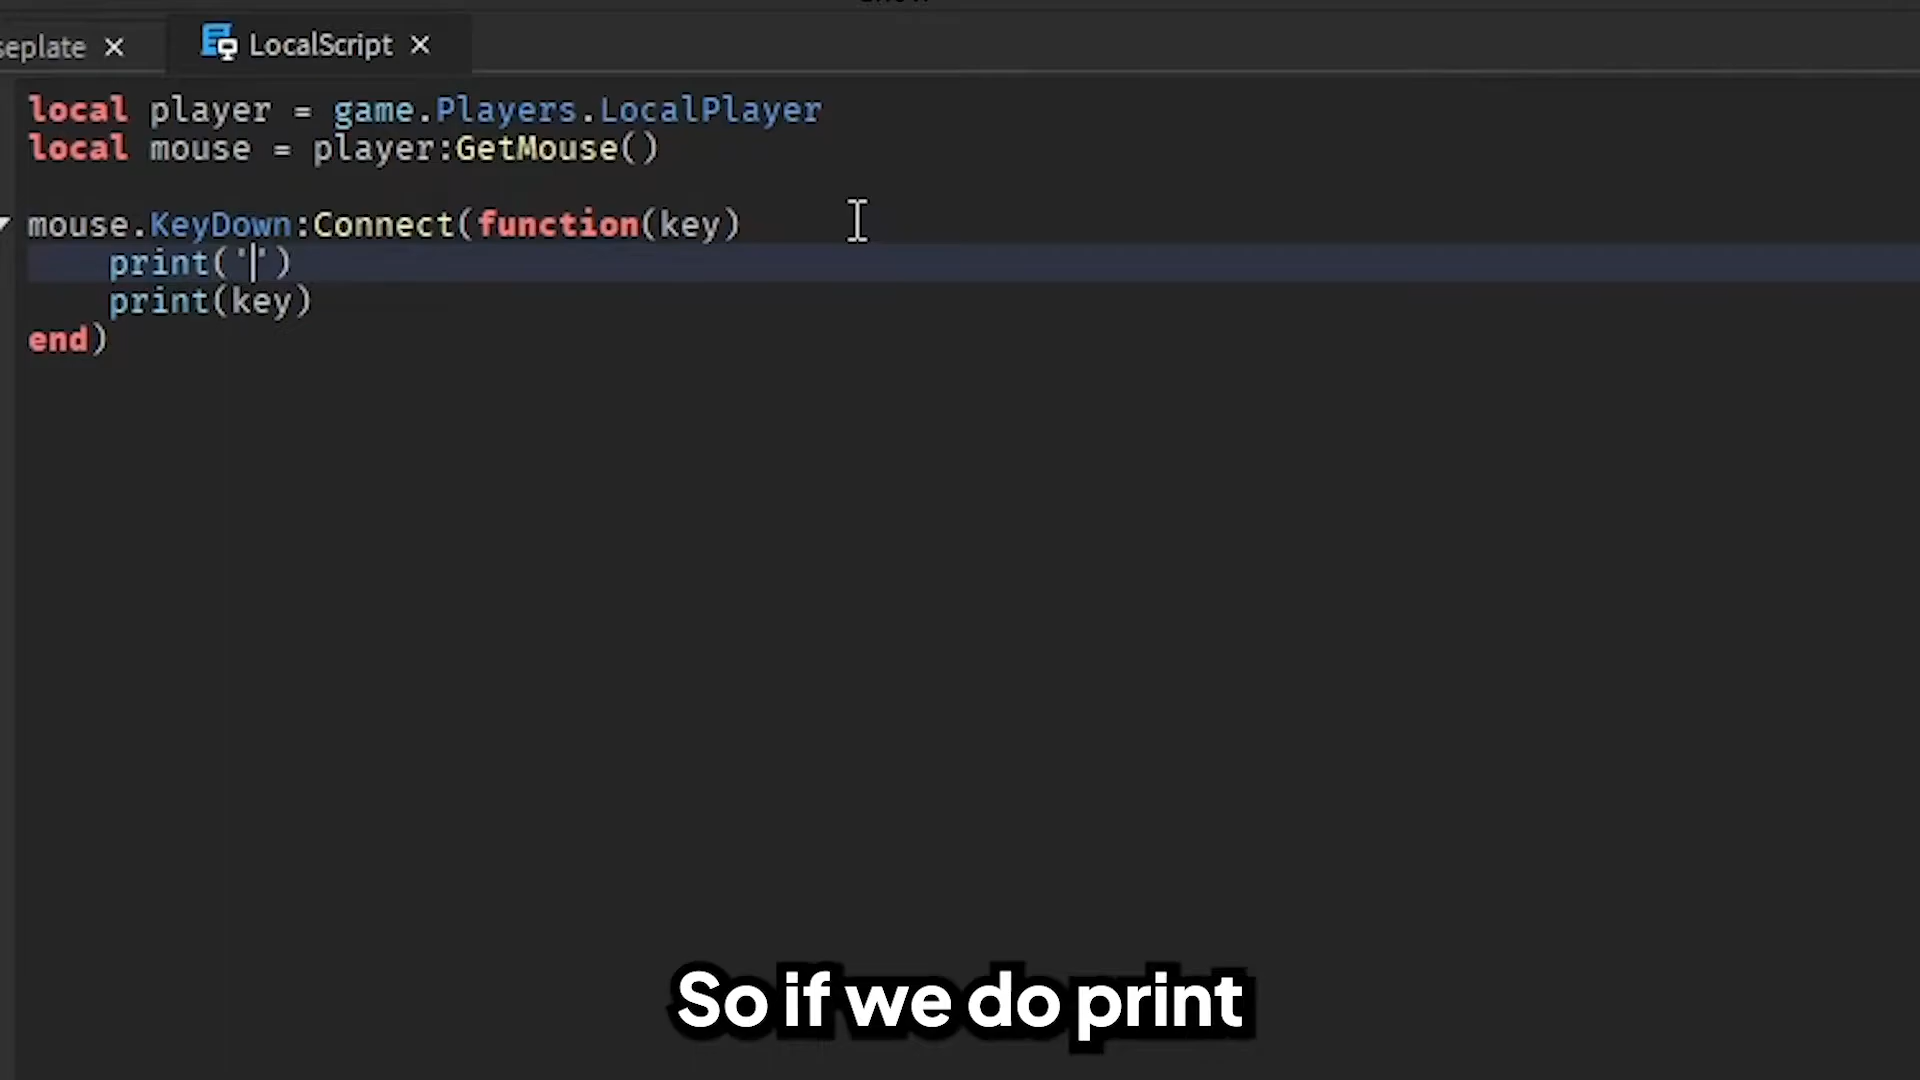 seplate × LocalScript ×
local player = game.Players.LocalPlayer
local mouse = player:GetMouse()
mouse.KeyDown:Connect(function(key)
print('')
print(key)
end)
So if we do print